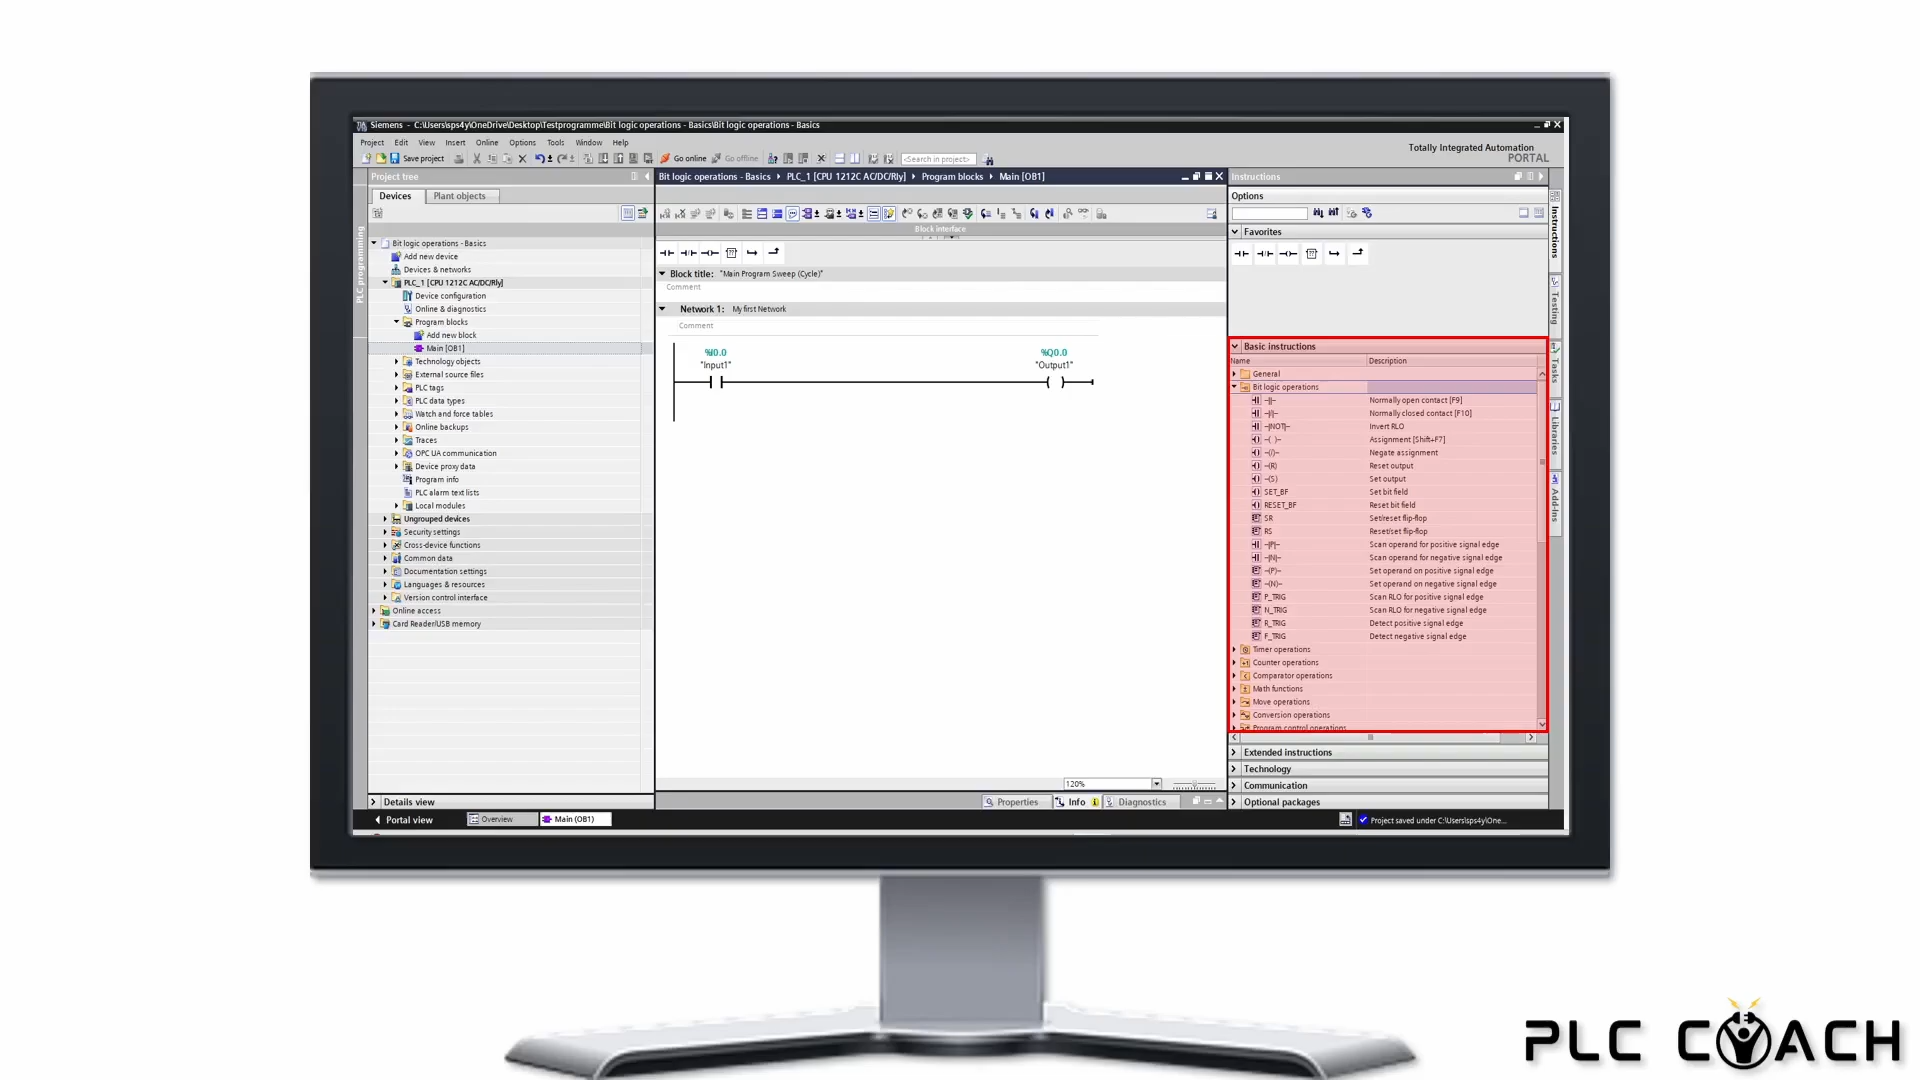 Siemens - C:\Users\sps4y\OneDrive\Desktop\Testprogramme\Bit logic operations - Basics\Bit logic operations - Basics
Project Edit View Insert Online Options Tools Window Help
Totally Integrated Automation
PORTAL
Save project
Go online
Go offline
<Search in project>
Project tree
Bit logic operations - Basics PLC_1 [CPU 1212C AC/DC/Rly] Program blocks Main [OB1]
Instructions
Devices
Plant objects
Options
Block interface
Favorites
PLC programming
Bit logic operations - Basics
Add new device
Devices & networks
PLC_1 [CPU 1212C AC/DC/Rly]
Device configuration
Online & diagnostics
Program blocks
Add new block
Main [OB1]
Technology objects
External source files
PLC tags
PLC data types
Watch and force tables
Online backups
Traces
OPC UA communication
Device proxy data
Program info
PLC alarm text lists
Local modules
Ungrouped devices
Security settings
Cross-device functions
Common data
Documentation settings
Languages & resources
Version control interface
Online access
Card Reader/USB memory
Details view
Block title: "Main Program Sweep (Cycle)"
Comment
Network 1: My first Network
Comment
%I0.0
"Input1"
%Q0.0
"Output1"
120%
Properties
Info
Diagnostics
Basic instructions
Name Description
General
Bit logic operations
-||- Normally open contact [F9]
-|/|- Normally closed contact [F10]
-|NOT|- Invert RLO
-( )- Assignment [Shift+F7]
-(/)- Negate assignment
-(R) Reset output
-(S) Set output
SET_BF Set bit field
RESET_BF Reset bit field
SR Set/reset flip-flop
RS Reset/set flip-flop
-|P|- Scan operand for positive signal edge
-|N|- Scan operand for negative signal edge
-(P)- Set operand on positive signal edge
-(N)- Set operand on negative signal edge
P_TRIG Scan RLO for positive signal edge
N_TRIG Scan RLO for negative signal edge
R_TRIG Detect positive signal edge
F_TRIG Detect negative signal edge
Timer operations
Counter operations
Comparator operations
Math functions
Move operations
Conversion operations
Program control operations
Extended instructions
Technology
Communication
Optional packages
Instructions
Testing
Tasks
Libraries
Add-Ins
Portal view
Overview
Main (OB1)
Project saved under C:\Users\sps4y\One...
PLC COACH